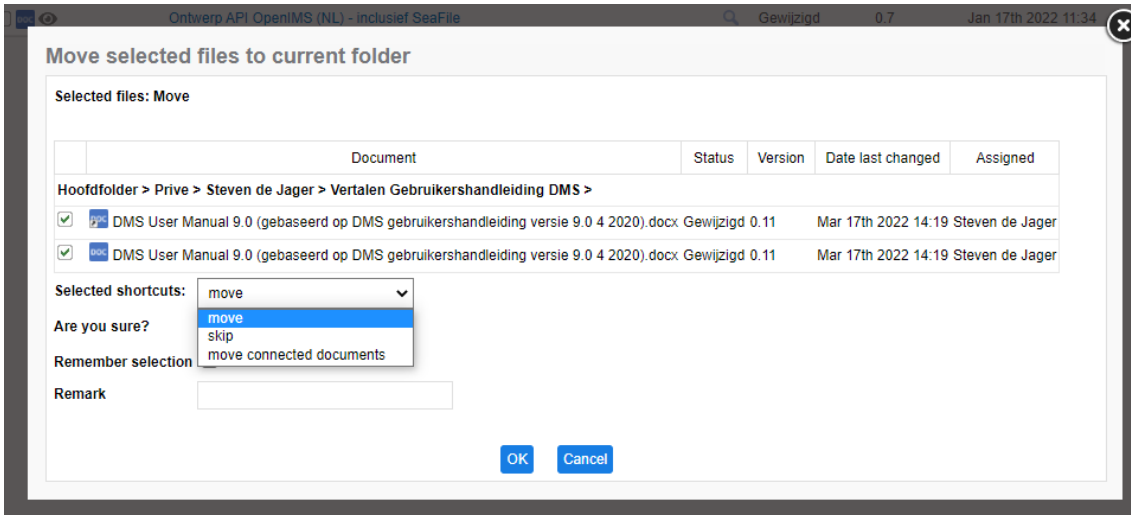 DOC Ontwerp API OpenIMS (NL) - inclusief SeaFile Gewijzigd 0.7 Jan 17th 2022 11:34
Move selected files to current folder
Selected files: Move
Document Status Version Date last changed Assigned
Hoofdfolder > Prive > Steven de Jager > Vertalen Gebruikershandleiding DMS >
DOC DMS User Manual 9.0 (gebaseerd op DMS gebruikershandleiding versie 9.0 4 2020).docx Gewijzigd 0.11 Mar 17th 2022 14:19 Steven de Jager
DOC DMS User Manual 9.0 (gebaseerd op DMS gebruikershandleiding versie 9.0 4 2020).docx Gewijzigd 0.11 Mar 17th 2022 14:19 Steven de Jager
Selected shortcuts: move
move
Are you sure?
skip
move connected documents
Remember selection
Remark
OK Cancel